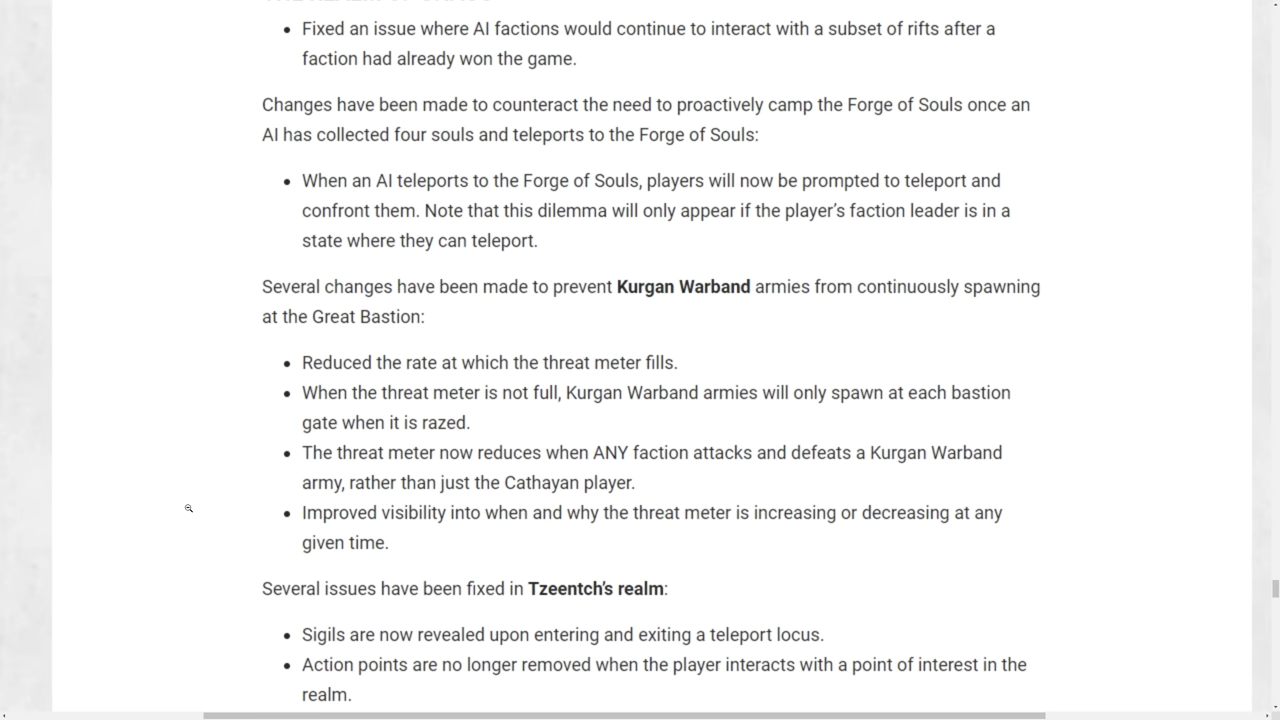 Fixed an issue where AI factions would continue to interact with a subset of rifts after a
faction had already won the game.
Changes have been made to counteract the need to proactively camp the Forge of Souls once an
AI has collected four souls and teleports to the Forge of Souls:
When an AI teleports to the Forge of Souls, players will now be prompted to teleport and
confront them. Note that this dilemma will only appear if the player’s faction leader is in a
state where they can teleport.
Several changes have been made to prevent Kurgan Warband armies from continuously spawning
at the Great Bastion:
Reduced the rate at which the threat meter fills.
When the threat meter is not full, Kurgan Warband armies will only spawn at each bastion
gate when it is razed.
The threat meter now reduces when ANY faction attacks and defeats a Kurgan Warband
army, rather than just the Cathayan player.
Improved visibility into when and why the threat meter is increasing or decreasing at any
given time.
Several issues have been fixed in Tzeentch’s realm:
Sigils are now revealed upon entering and exiting a teleport locus.
Action points are no longer removed when the player interacts with a point of interest in the
realm.